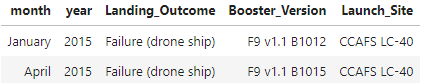 month year Landing_Outcome Booster_Version Launch_Site
January 2015 Failure (drone ship) F9 v1.1 B1012 CCAFS LC-40
April 2015 Failure (drone ship) F9 v1.1 B1015 CCAFS LC-40